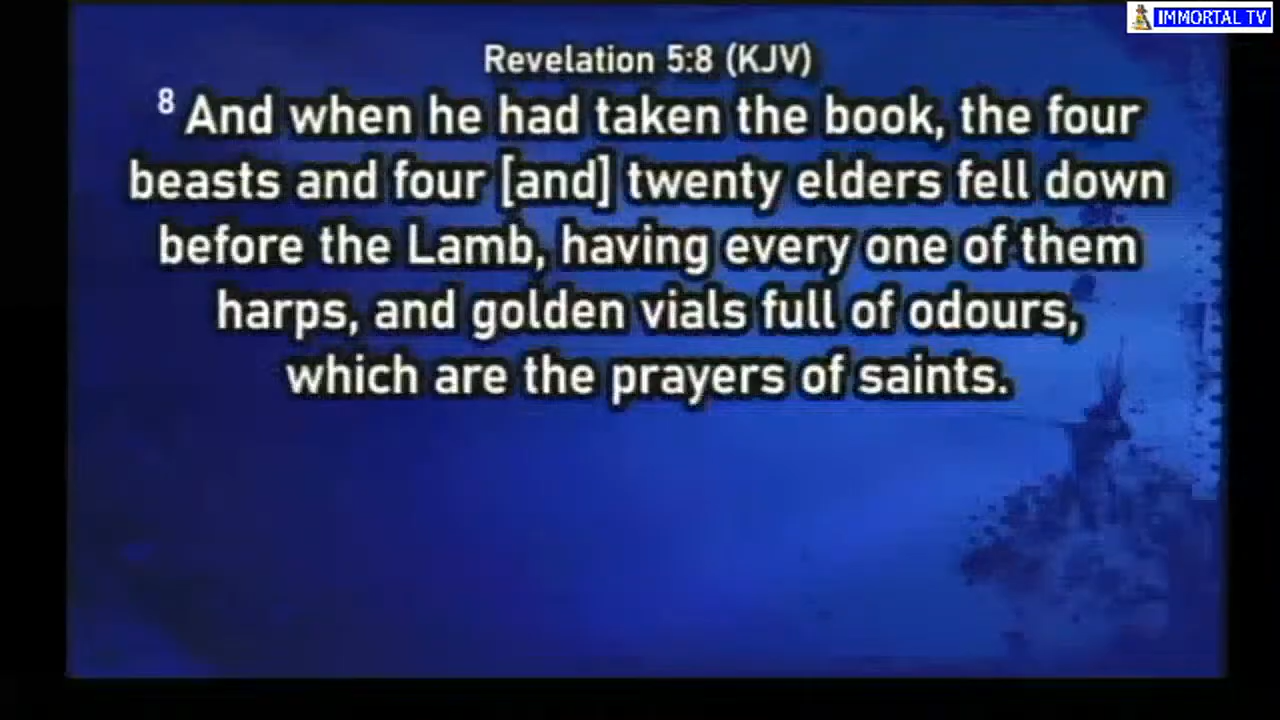 IMMORTAL TV
Revelation 5:8 (KJV)
8 And when he had taken the book, the four
beasts and four [and] twenty elders fell down
before the Lamb, having every one of them
harps, and golden vials full of odours,
which are the prayers of saints.